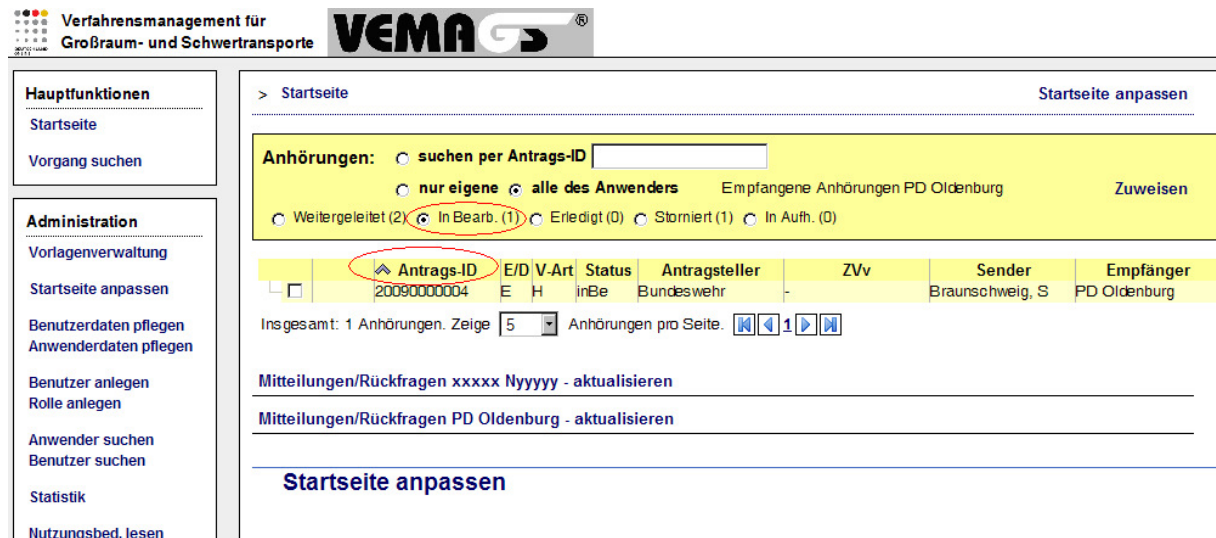 Verfahrensmanagement für
Großraum- und Schwertransporte
VEMAGS ®
Hauptfunktionen
Startseite
Vorgang suchen
Administration
Vorlagenverwaltung
Startseite anpassen
Benutzerdaten pflegen
Anwenderdaten pflegen
Benutzer anlegen
Rolle anlegen
Anwender suchen
Benutzer suchen
Statistik
Nutzungsbed. lesen
> Startseite Startseite anpassen
Anhörungen: suchen per Antrags-ID
nur eigene alle des Anwenders Empfangene Anhörungen PD Oldenburg Zuweisen
Weitergeleitet (2) In Bearb. (1) Erledigt (0) Storniert (1) In Aufh. (0)
Antrags-ID E/D V-Art Status Antragsteller ZVv Sender Empfänger
20090000004 E H inBe Bundeswehr - Braunschweig, S PD Oldenburg
Insgesamt: 1 Anhörungen. Zeige 5 Anhörungen pro Seite. 1
Mitteilungen/Rückfragen xxxxx Nyyyyy - aktualisieren
Mitteilungen/Rückfragen PD Oldenburg - aktualisieren
Startseite anpassen